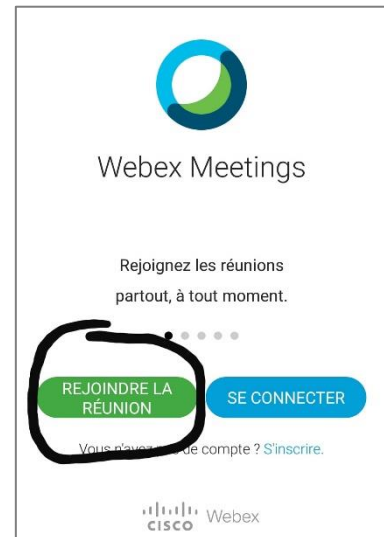 Webex Meetings
Rejoignez les réunions
partout, à tout moment.
REJOINDRE LA
RÉUNION
SE CONNECTER
Vous n'avez pas de compte ? S'inscrire.
CISCO Webex